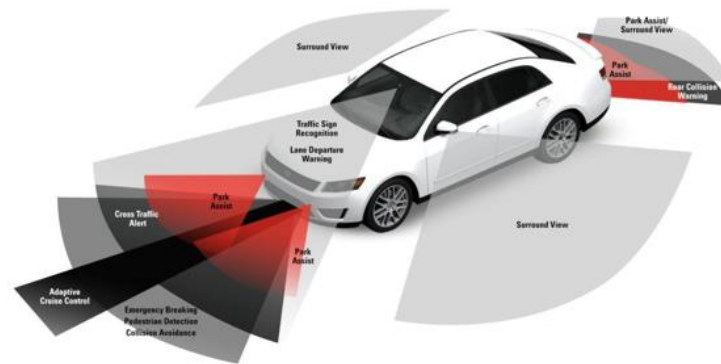 Surround View
Park Assist/
Surround View
Park
Assist
Rear Collision
Warning
Traffic Sign
Recognition
Lane Departure
Warning
Park
Assist
Cross Traffic
Alert
Park
Assist
Surround View
Adaptive
Cruise Control
Emergency Breaking
Pedestrian Detection
Collision Avoidance